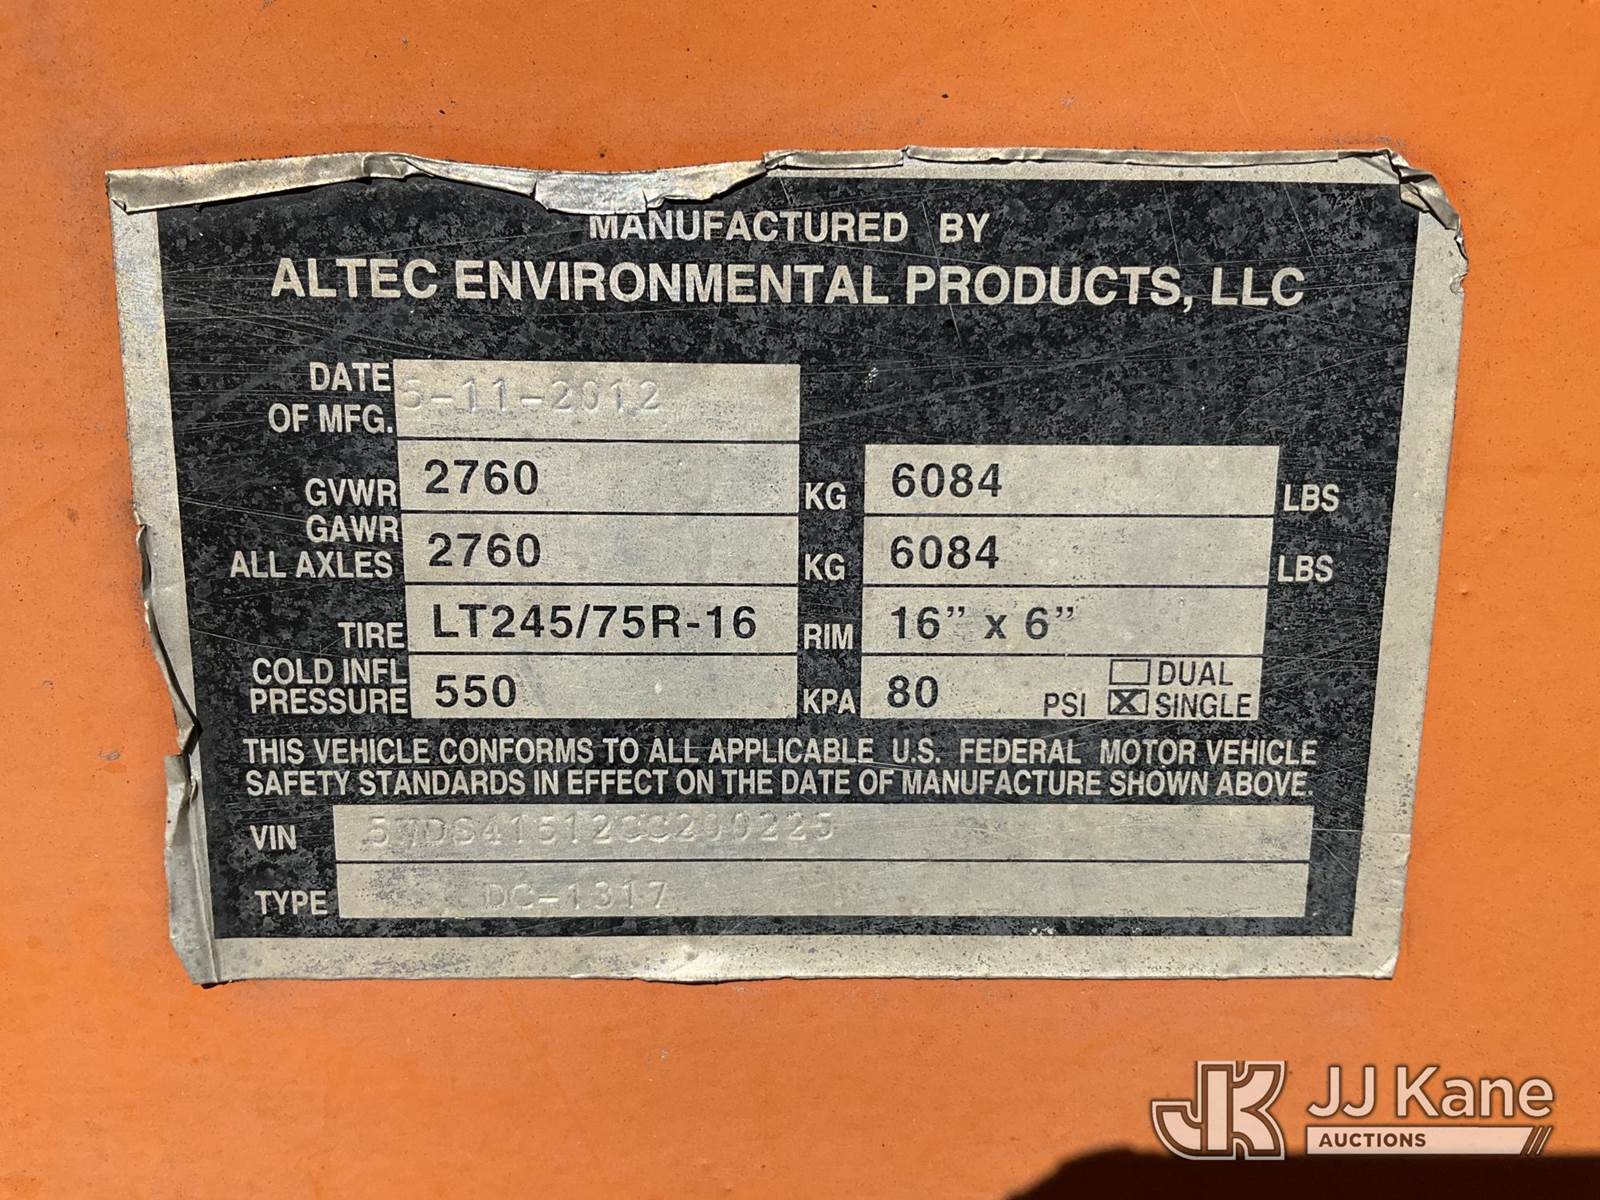 MANUFACTURED BY
ALTEC ENVIRONMENTAL PRODUCTS, LLC
DATE OF MFG. 5-11-2012
GVWR 2760 KG 6084 LBS
GAWR ALL AXLES 2760 KG 6084 LBS
TIRE LT245/75R-16 RIM 16” x 6”
COLD INFL PRESSURE 550 KPA 80 PSI DUAL
SINGLE
THIS VEHICLE CONFORMS TO ALL APPLICABLE U.S. FEDERAL MOTOR VEHICLE
SAFETY STANDARDS IN EFFECT ON THE DATE OF MANUFACTURE SHOWN ABOVE.
VIN
TYPE DC-1317
JK JJ Kane
AUCTIONS